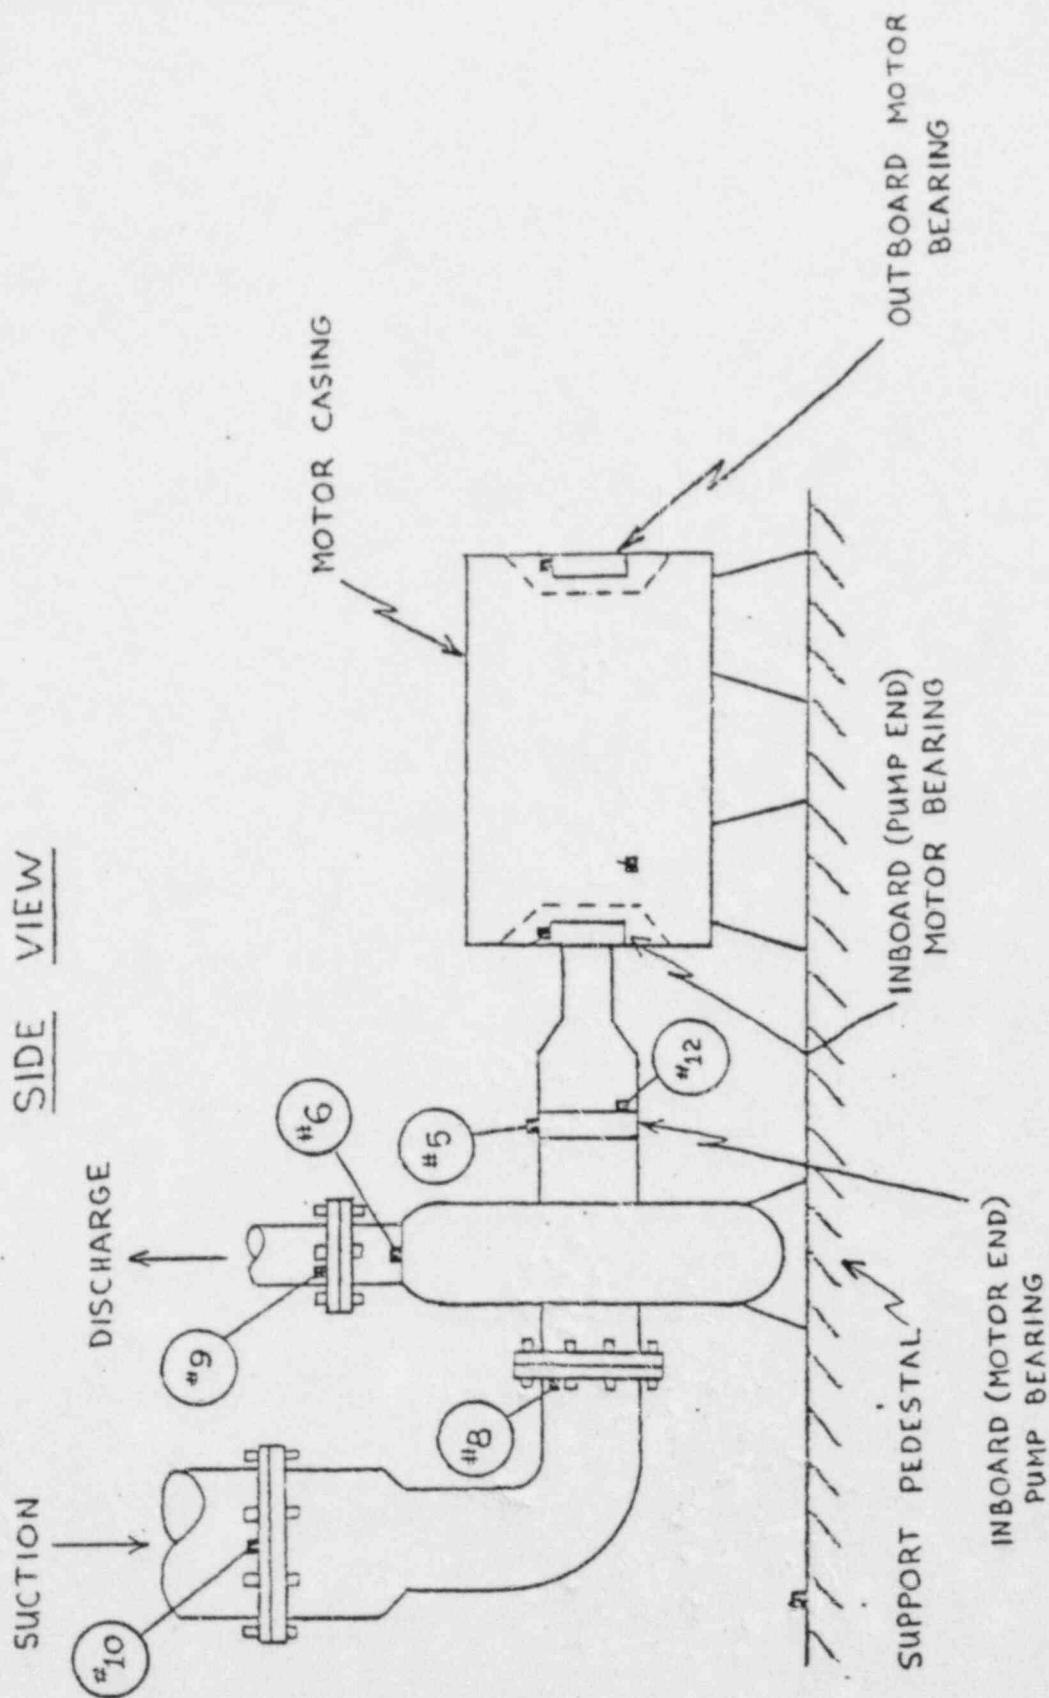 SIDE VIEW
SUCTION
DISCHARGE
MOTOR CASING
#10
#9
#6
#8
#5
#12
OUTBOARD MOTOR
BEARING
INBOARD (PUMP END)
MOTOR BEARING
SUPPORT PEDESTAL
INBOARD (MOTOR END)
PUMP BEARING